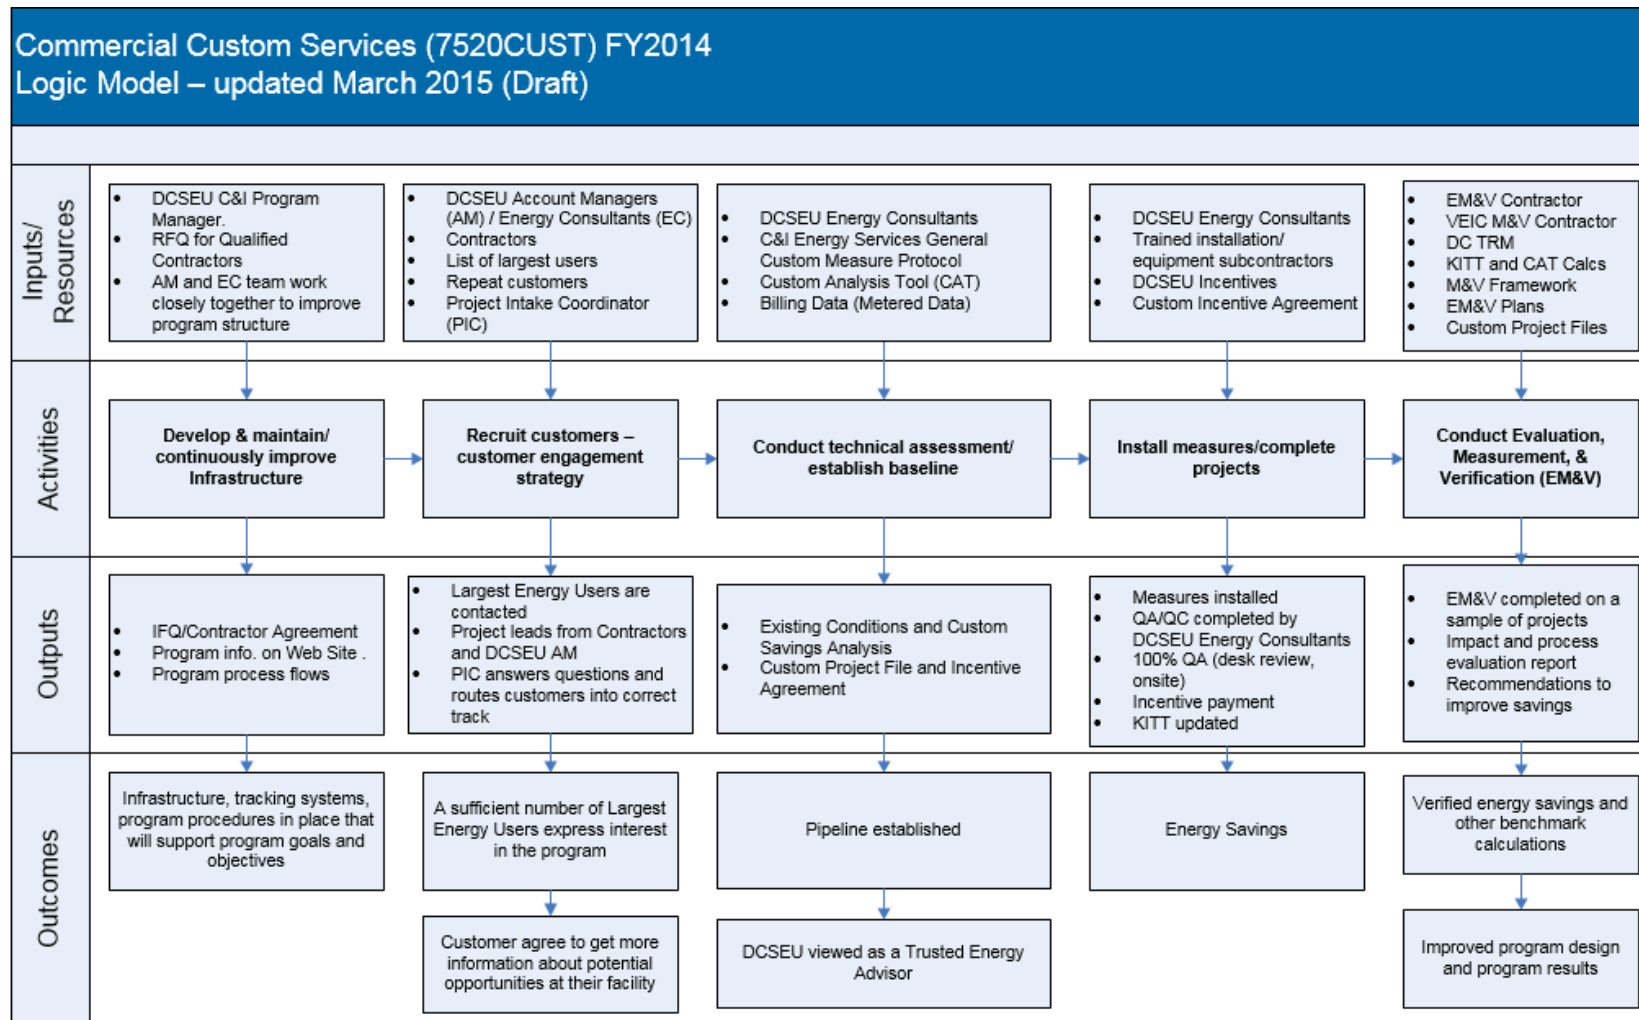 Commercial Custom Services (7520CUST) FY2014
Logic Model – updated March 2015 (Draft)
Inputs/
Resources
• DCSEU C&I Program
Manager.
• RFQ for Qualified
Contractors
• AM and EC team work
closely together to improve
program structure
• DCSEU Account Managers
(AM) / Energy Consultants (EC)
• Contractors
• List of largest users
• Repeat customers
• Project Intake Coordinator
(PIC)
• DCSEU Energy Consultants
• C&I Energy Services General
Custom Measure Protocol
• Custom Analysis Tool (CAT)
• Billing Data (Metered Data)
• DCSEU Energy Consultants
• Trained installation/
equipment subcontractors
• DCSEU Incentives
• Custom Incentive Agreement
• EM&V Contractor
• VEIC M&V Contractor
• DC TRM
• KITT and CAT Calcs
• M&V Framework
• EM&V Plans
• Custom Project Files
Activities
Develop & maintain/
continuously improve
Infrastructure
Recruit customers –
customer engagement
strategy
Conduct technical assessment/
establish baseline
Install measures/complete
projects
Conduct Evaluation,
Measurement, &
Verification (EM&V)
Outputs
• IFQ/Contractor Agreement
• Program info. on Web Site .
• Program process flows
• Largest Energy Users are
contacted
• Project leads from Contractors
and DCSEU AM
• PIC answers questions and
routes customers into correct
track
• Existing Conditions and Custom
Savings Analysis
• Custom Project File and Incentive
Agreement
• Measures installed
• QA/QC completed by
DCSEU Energy Consultants
• 100% QA (desk review,
onsite)
• Incentive payment
• KITT updated
• EM&V completed on a
sample of projects
• Impact and process
evaluation report
• Recommendations to
improve savings
Outcomes
Infrastructure, tracking systems,
program procedures in place that
will support program goals and
objectives
A sufficient number of Largest
Energy Users express interest
in the program
Pipeline established
Energy Savings
Verified energy savings and
other benchmark
calculations
Customer agree to get more
information about potential
opportunities at their facility
DCSEU viewed as a Trusted Energy
Advisor
Improved program design
and program results